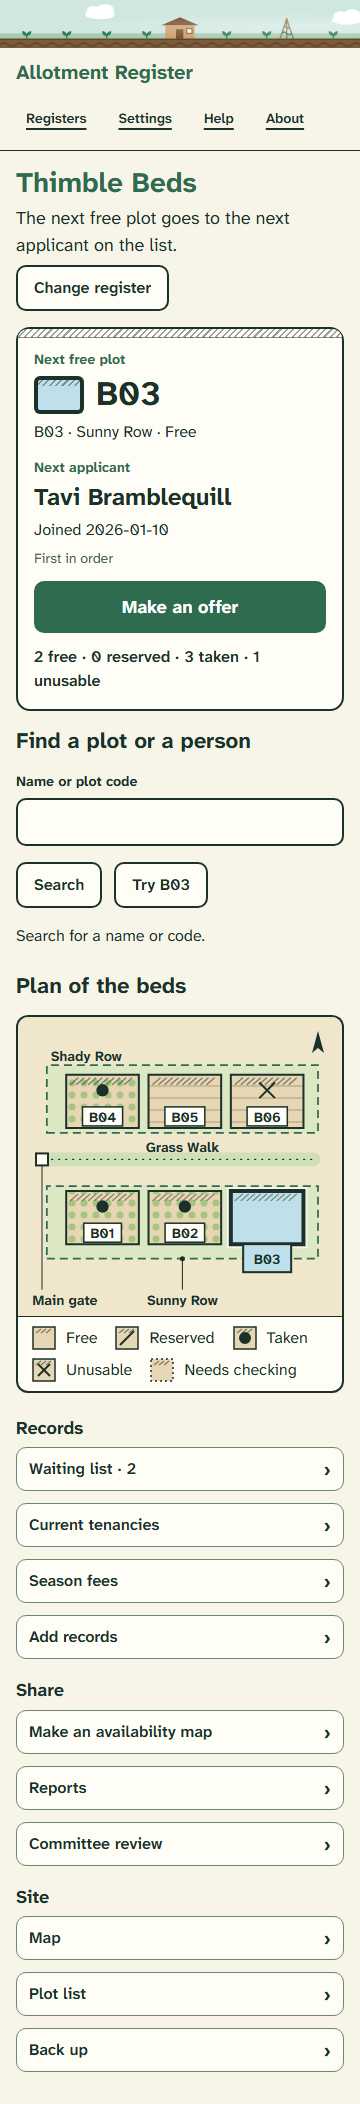 Allotment Register
Registers Settings Help About
Thimble Beds
The next free plot goes to the next
applicant on the list.
Change register
Next free plot
B03
B03 · Sunny Row · Free
Next applicant
Tavi Bramblequill
Joined 2026-01-10
First in order
Make an offer
2 free · 0 reserved · 3 taken · 1
unusable
Find a plot or a person
Name or plot code
Search Try B03
Search for a name or code.
Plan of the beds
Shady Row
B04 B05 B06
Grass Walk
B01 B02 B03
Main gate Sunny Row
Free Reserved Taken
Unusable Needs checking
Records
Waiting list · 2 ›
Current tenancies ›
Season fees ›
Add records ›
Share
Make an availability map ›
Reports ›
Committee review ›
Site
Map ›
Plot list ›
Back up ›